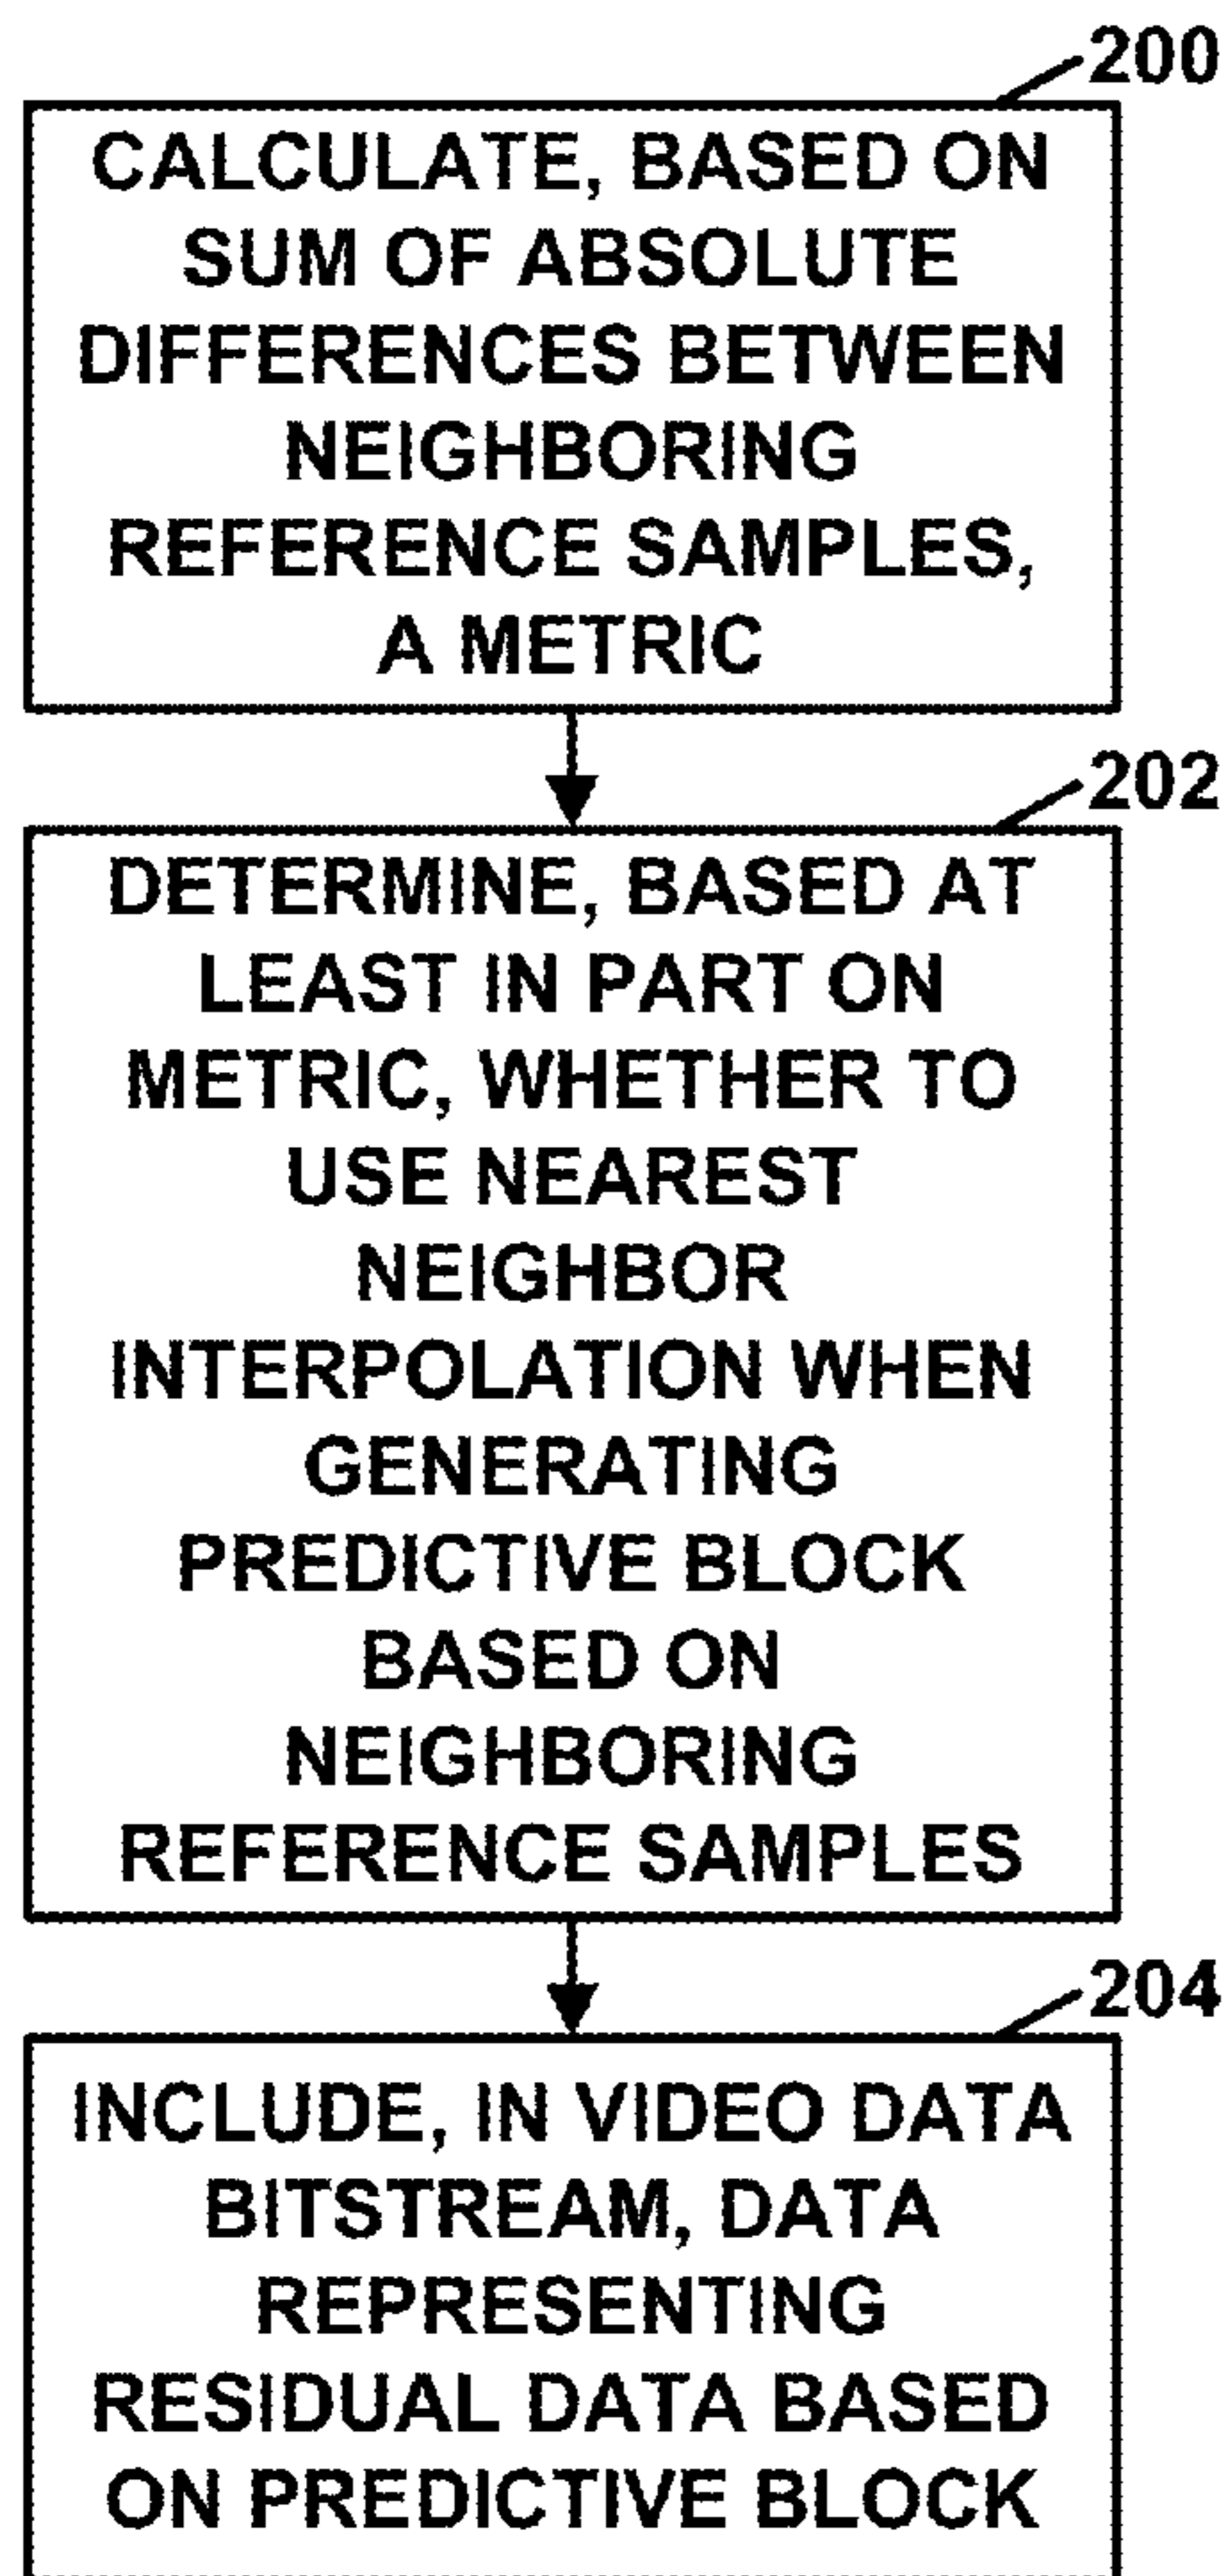 200
CALCULATE, BASED ON
SUM OF ABSOLUTE
DIFFERENCES BETWEEN
NEIGHBORING
REFERENCE SAMPLES,
A METRIC
202
DETERMINE, BASED AT
LEAST IN PART ON
METRIC, WHETHER TO
USE NEAREST
NEIGHBOR
INTERPOLATION WHEN
GENERATING
PREDICTIVE BLOCK
BASED ON
NEIGHBORING
REFERENCE SAMPLES
204
INCLUDE, IN VIDEO DATA
BITSTREAM, DATA
REPRESENTING
RESIDUAL DATA BASED
ON PREDICTIVE BLOCK